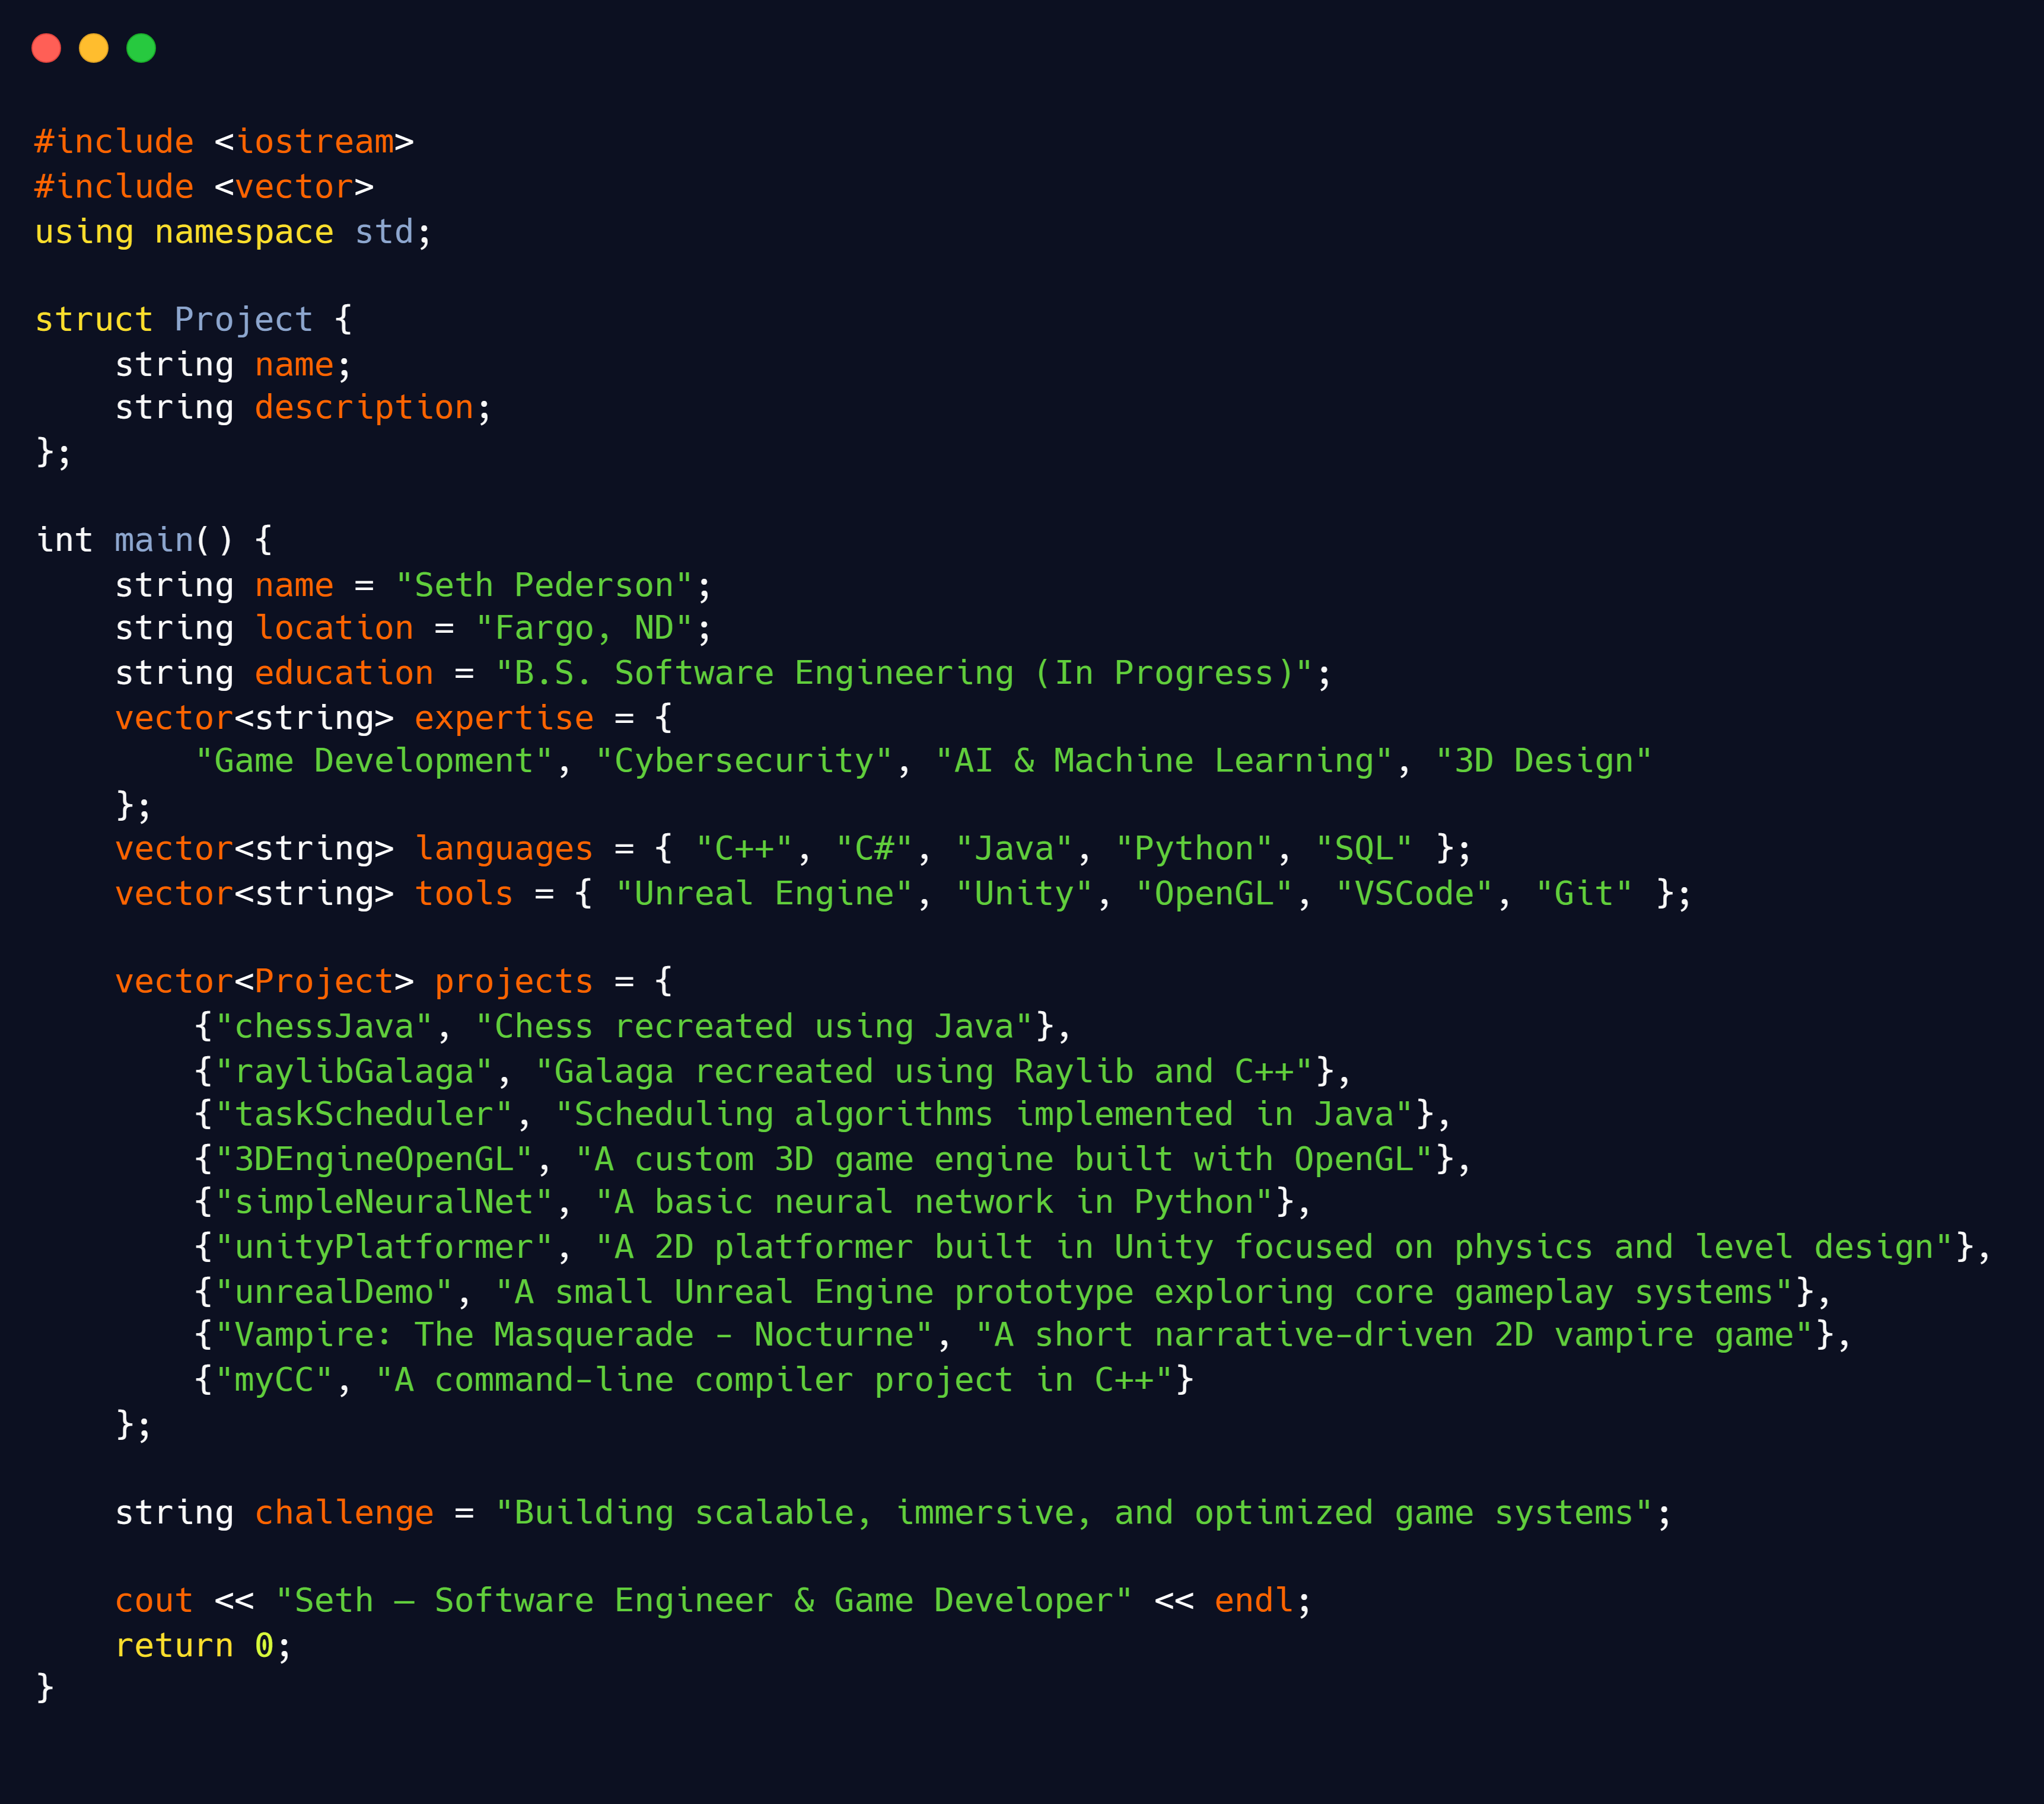 #include <iostream>
#include <vector>
using namespace std;

struct Project {
    string name;
    string description;
};

int main() {
    string name = "Seth Pederson";
    string location = "Fargo, ND";
    string education = "B.S. Software Engineering (In Progress)";
    vector<string> expertise = {
        "Game Development", "Cybersecurity", "AI & Machine Learning", "3D Design"
    };
    vector<string> languages = { "C++", "C#", "Java", "Python", "SQL" };
    vector<string> tools = { "Unreal Engine", "Unity", "OpenGL", "VSCode", "Git" };

    vector<Project> projects = {
        {"chessJava", "Chess recreated using Java"},
        {"raylibGalaga", "Galaga recreated using Raylib and C++"},
        {"taskScheduler", "Scheduling algorithms implemented in Java"},
        {"3DEngineOpenGL", "A custom 3D game engine built with OpenGL"},
        {"simpleNeuralNet", "A basic neural network in Python"},
        {"unityPlatformer", "A 2D platformer built in Unity focused on physics and level design"},
        {"unrealDemo", "A small Unreal Engine prototype exploring core gameplay systems"},
        {"Vampire: The Masquerade - Nocturne", "A short narrative-driven 2D vampire game"},
        {"myCC", "A command-line compiler project in C++"}
    };

    string challenge = "Building scalable, immersive, and optimized game systems";

    cout << "Seth — Software Engineer & Game Developer" << endl;
    return 0;
}